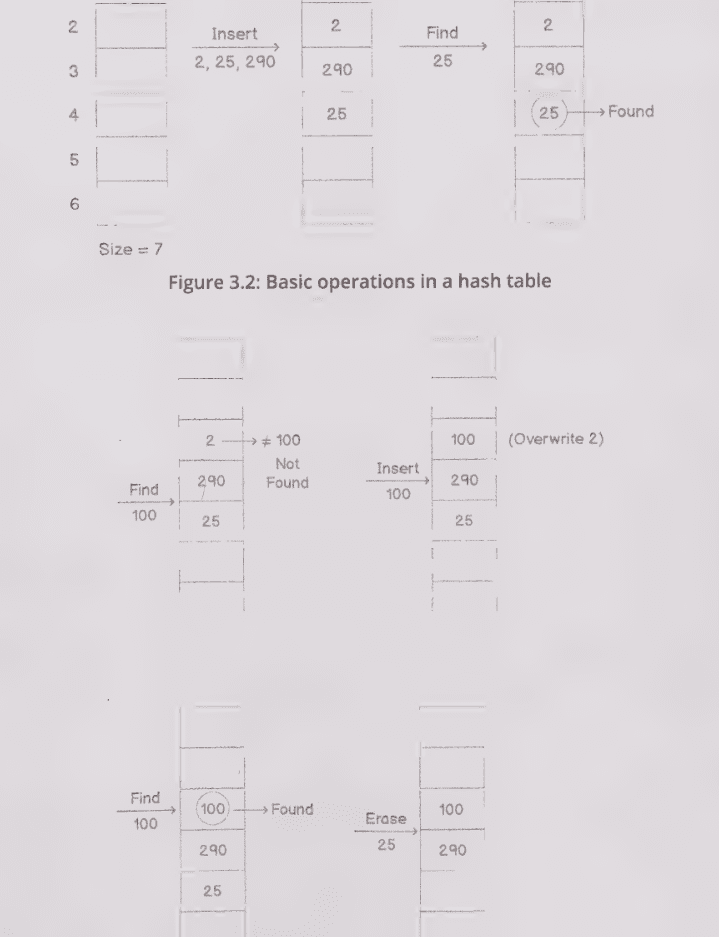 2
3
4
5
6
Insert
2, 25, 290
2
290
25
Find
25
2
290
25 Found
Size = 7
Figure 3.2: Basic operations in a hash table
Find
100
2 ≠ 100
Not
Found
290
25
Insert
100
100 (Overwrite 2)
290
25
Find
100
100 Found
290
25
Erase
25
100
290